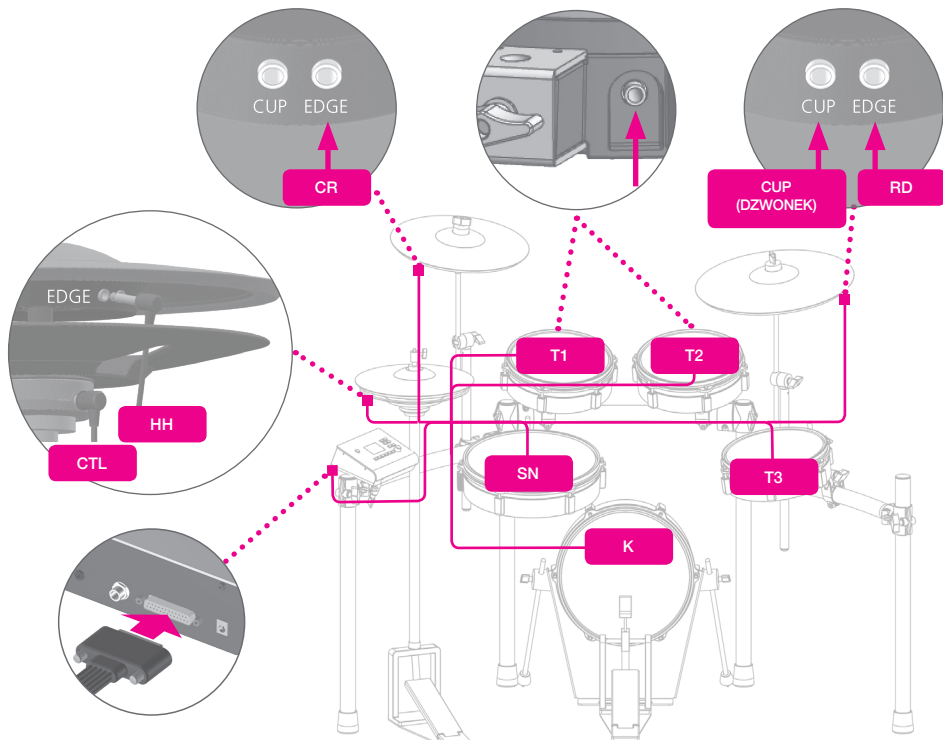 CUP EDGE
CR
CUP EDGE
CUP
(DZWONEK)
RD
EDGE
HH
CTL
T1
T2
SN
T3
K